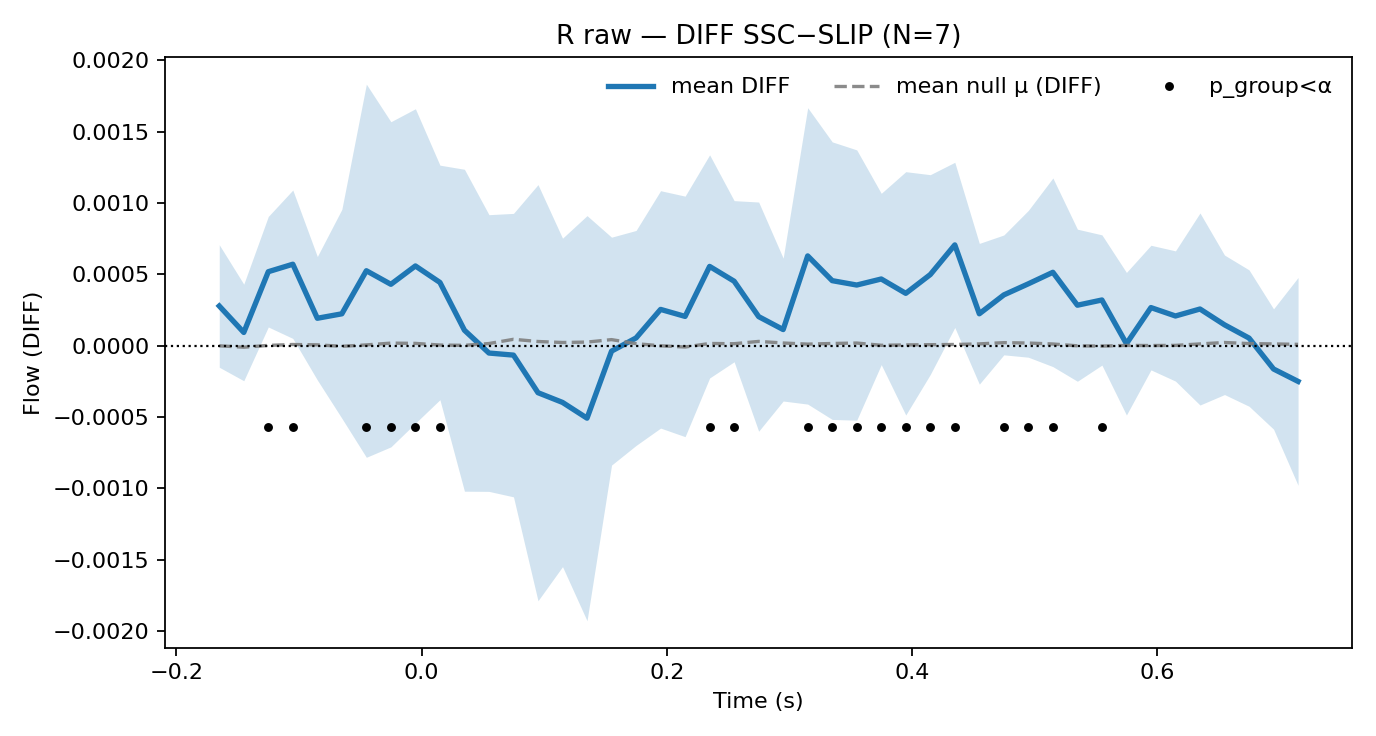 R raw — DIFF SSC−SLIP (N=7)
mean DIFF
mean null μ (DIFF)
p_group<α
Flow (DIFF)
0.0020
0.0015
0.0010
0.0005
0.0000
−0.0005
−0.0010
−0.0015
−0.0020
−0.2
0.0
0.2
0.4
0.6
Time (s)